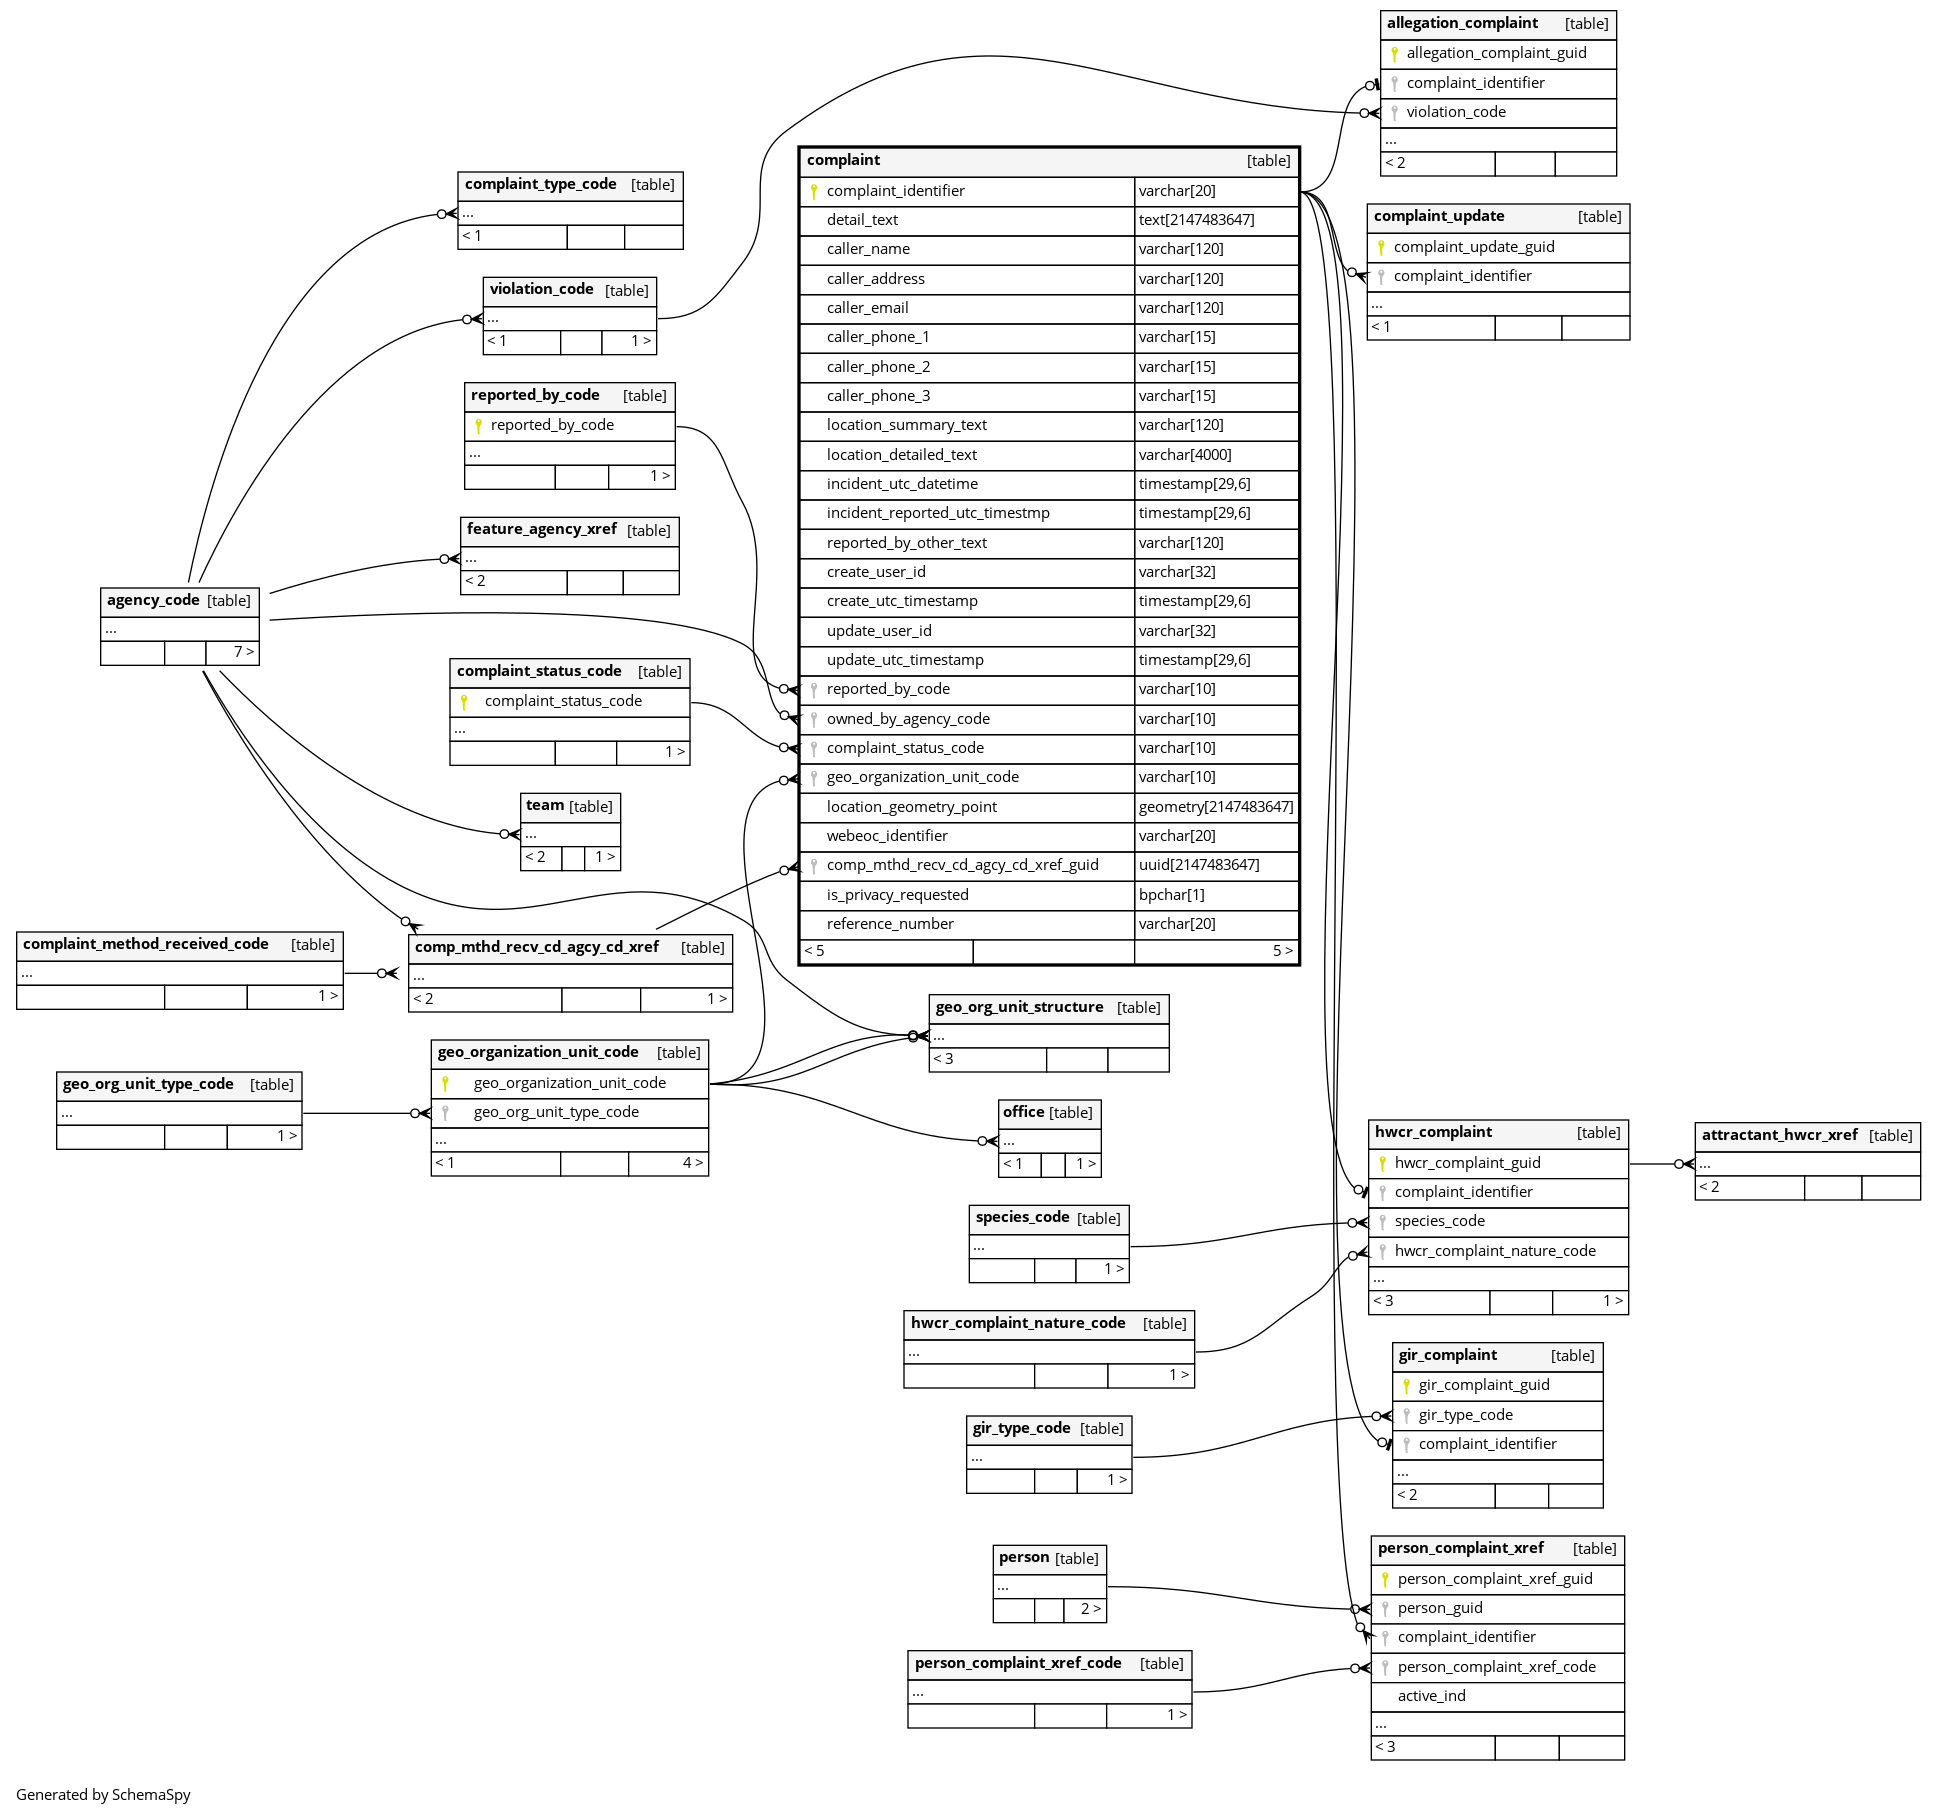 allegation_complaint [table]
allegation_complaint_guid
complaint_identifier
violation_code
...
< 2
complaint_update [table]
complaint_update_guid
complaint_identifier
...
< 1
complaint [table]
complaint_identifier varchar[20]
detail_text text[2147483647]
caller_name varchar[120]
caller_address varchar[120]
caller_email varchar[120]
caller_phone_1 varchar[15]
caller_phone_2 varchar[15]
caller_phone_3 varchar[15]
location_summary_text varchar[120]
location_detailed_text varchar[4000]
incident_utc_datetime timestamp[29,6]
incident_reported_utc_timestmp timestamp[29,6]
reported_by_other_text varchar[120]
create_user_id varchar[32]
create_utc_timestamp timestamp[29,6]
update_user_id varchar[32]
update_utc_timestamp timestamp[29,6]
reported_by_code varchar[10]
owned_by_agency_code varchar[10]
complaint_status_code varchar[10]
geo_organization_unit_code varchar[10]
location_geometry_point geometry[2147483647]
webeoc_identifier varchar[20]
comp_mthd_recv_cd_agcy_cd_xref_guid uuid[2147483647]
is_privacy_requested bpchar[1]
reference_number varchar[20]
< 5 5 >
complaint_type_code [table]
...
< 1
violation_code [table]
...
< 1 1 >
reported_by_code [table]
reported_by_code
...
1 >
feature_agency_xref [table]
...
< 2
agency_code [table]
...
7 >
complaint_status_code [table]
complaint_status_code
...
1 >
team [table]
...
< 2 1 >
complaint_method_received_code [table]
...
1 >
comp_mthd_recv_cd_agcy_cd_xref [table]
...
< 2 1 >
geo_org_unit_structure [table]
...
< 3
geo_organization_unit_code [table]
geo_organization_unit_code
geo_org_unit_type_code
...
< 1 4 >
geo_org_unit_type_code [table]
...
1 >
office [table]
...
< 1 1 >
hwcr_complaint [table]
hwcr_complaint_guid
complaint_identifier
species_code
hwcr_complaint_nature_code
...
< 3 1 >
attractant_hwcr_xref [table]
...
< 2
species_code [table]
...
1 >
hwcr_complaint_nature_code [table]
...
1 >
gir_complaint [table]
gir_complaint_guid
gir_type_code
complaint_identifier
...
< 2
gir_type_code [table]
...
1 >
person [table]
...
2 >
person_complaint_xref [table]
person_complaint_xref_guid
person_guid
complaint_identifier
person_complaint_xref_code
active_ind
...
< 3
person_complaint_xref_code [table]
...
1 >
Generated by SchemaSpy